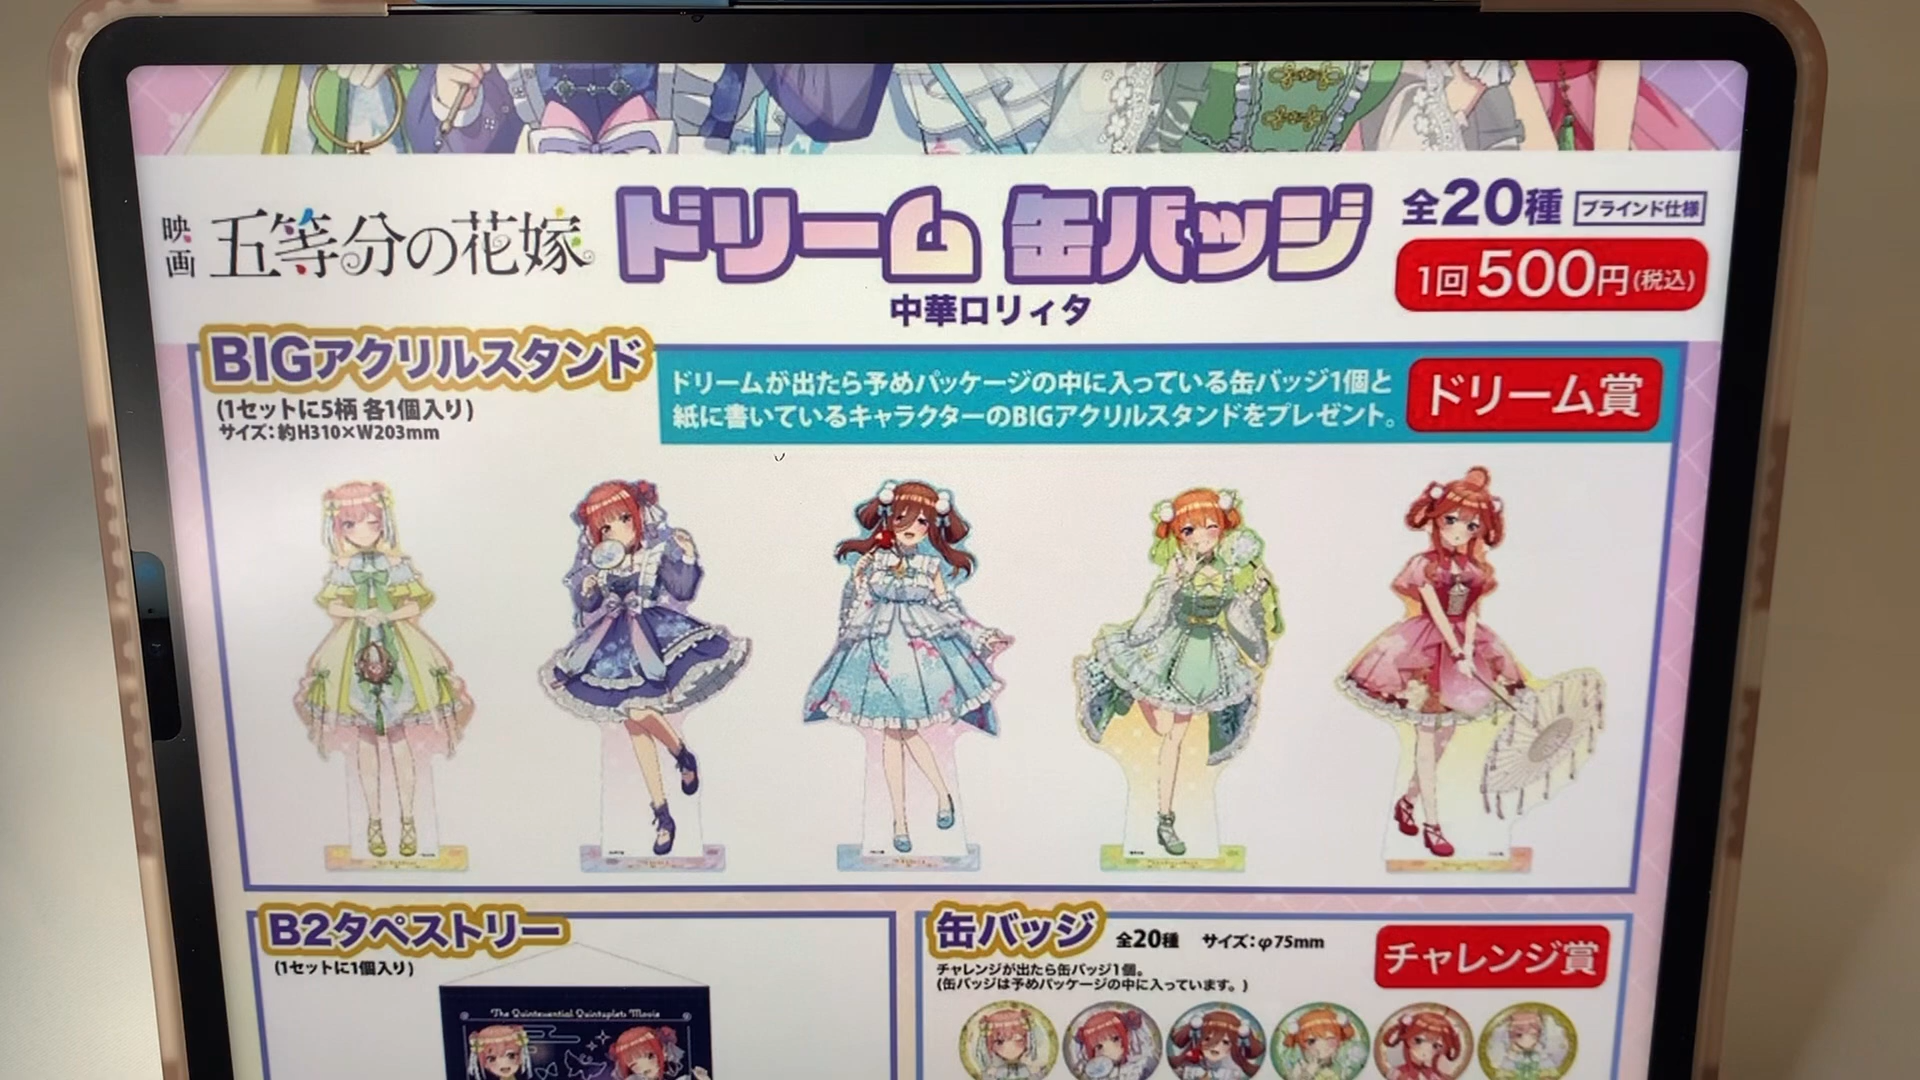 映画 五等分の花嫁
ドリーム 缶バッジ
中華ロリィタ
全20種 ブラインド仕様
1回500円(税込)
BIGアクリルスタンド
(1セットに5柄 各1個入り)
サイズ:約H310×W203mm
ドリームが出たら予めパッケージの中に入っている缶バッジ1個と
紙に書いているキャラクターのBIGアクリルスタンドをプレゼント。
ドリーム賞
B2タペストリー
(1セットに1個入り)
The Quintessential Quintuplets Movie
缶バッジ 全20種 サイズ:φ75mm
チャレンジが出たら缶バッジ1個。
(缶バッジは予めパッケージの中に入っています。)
チャレンジ賞